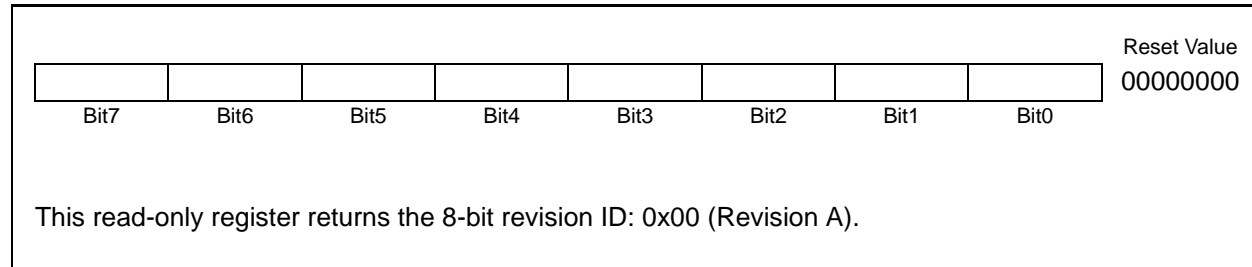 Reset Value
00000000
Bit7 Bit6 Bit5 Bit4 Bit3 Bit2 Bit1 Bit0
This read-only register returns the 8-bit revision ID: 0x00 (Revision A).